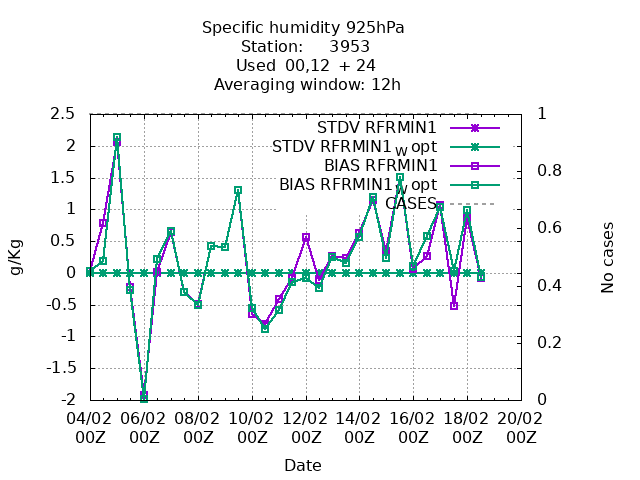 Specific humidity 925hPa
Station: 3953
Used 00,12 + 24
Averaging window: 12h
2.5
2
1.5
1
0.5
0
-0.5
-1
-1.5
-2
g/Kg
STDV RFRMIN1
STDV RFRMIN1 w opt
BIAS RFRMIN1
BIAS RFRMIN1 w opt
CASES
1
0.8
0.6
0.4
0.2
0
No cases
04/02 06/02 08/02 10/02 12/02 14/02 16/02 18/02 20/02
00Z 00Z 00Z 00Z 00Z 00Z 00Z 00Z 00Z
Date